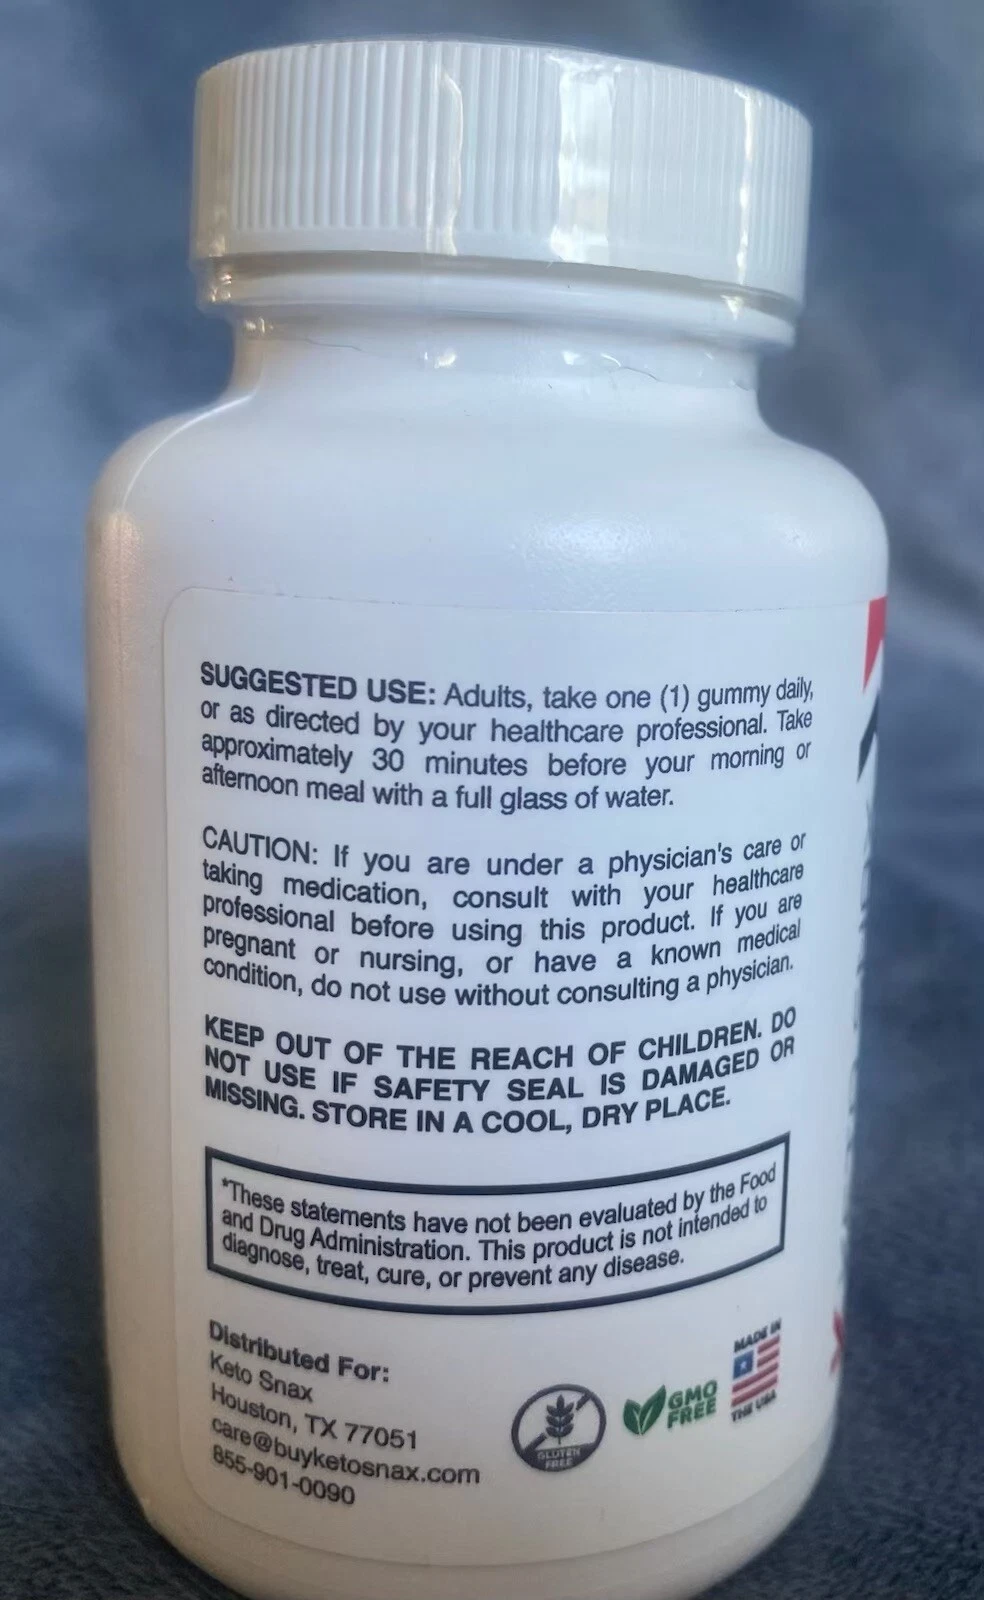 SUGGESTED USE: Adults, take one (1) gummy daily,
or as directed by your healthcare professional. Take
approximately 30 minutes before your morning or
afternoon meal with a full glass of water.
CAUTION: If you are under a physician's care or
taking medication, consult with your healthcare
professional before using this product. If you are
pregnant or nursing, or have a known medical
condition, do not use without consulting a physician.
KEEP OUT OF THE REACH OF CHILDREN. DO
NOT USE IF SAFETY SEAL IS DAMAGED OR
MISSING. STORE IN A COOL, DRY PLACE.
*These statements have not been evaluated by the Food
and Drug Administration. This product is not intended to
diagnose, treat, cure, or prevent any disease.
Distributed For:
Keto Snax
Houston, TX 77051
care@buyketosnax.com
855-901-0090
GLUTEN
FREE
GMO
FREE
MADE IN
THE USA